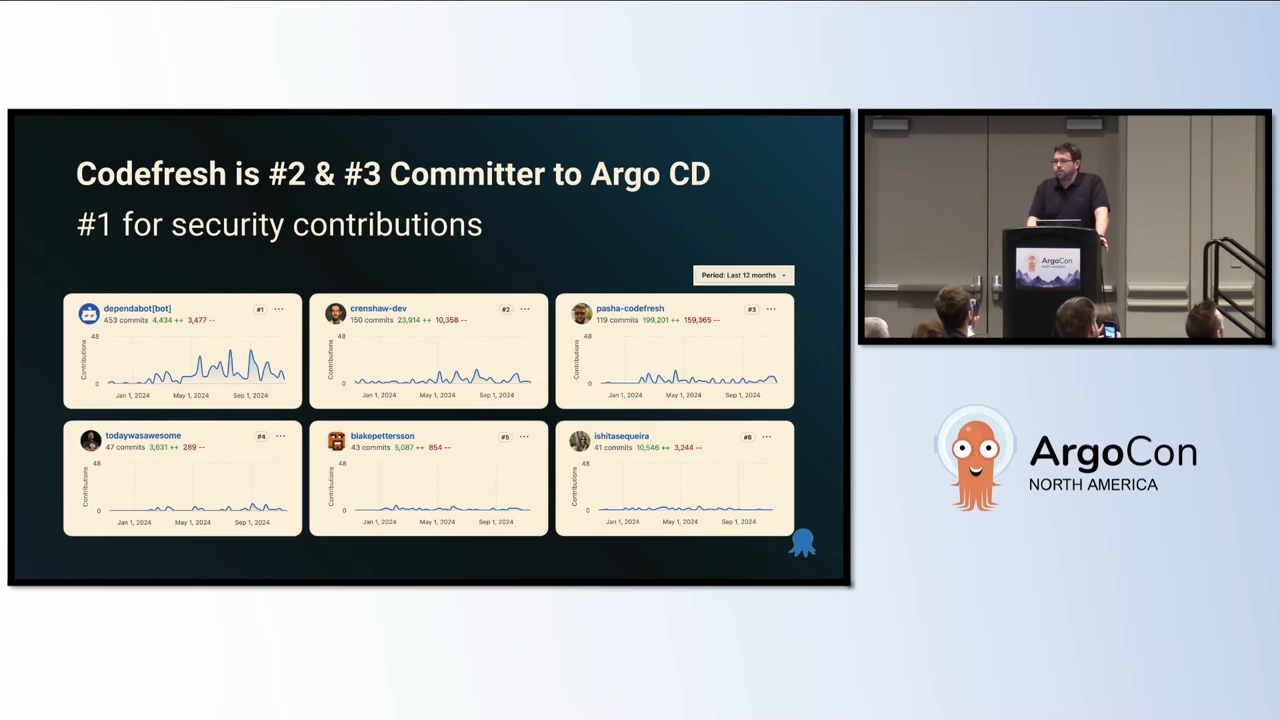 Codefresh is #2 & #3 Committer to Argo CD
#1 for security contributions
Period: Last 12 months
dependabot[bot] #1
453 commits 4,434 ++ 3,477 --
Contributions
48
0
Jan 1, 2024 May 1, 2024 Sep 1, 2024
crenshaw-dev #2
150 commits 23,914 ++ 10,358 --
Contributions
48
0
Jan 1, 2024 May 1, 2024 Sep 1, 2024
pasha-codefresh #3
119 commits 199,201 ++ 159,365 --
Contributions
48
0
Jan 1, 2024 May 1, 2024 Sep 1, 2024
todaywasawesome #4
47 commits 3,631 ++ 289 --
Contributions
48
0
Jan 1, 2024 May 1, 2024 Sep 1, 2024
blakepettersson #5
43 commits 5,087 ++ 854 --
Contributions
48
0
Jan 1, 2024 May 1, 2024 Sep 1, 2024
ishitasequeira #6
41 commits 10,546 ++ 3,244 --
Contributions
48
0
Jan 1, 2024 May 1, 2024 Sep 1, 2024
ArgoCon
NORTH AMERICA
ArgoCon
NORTH AMERICA